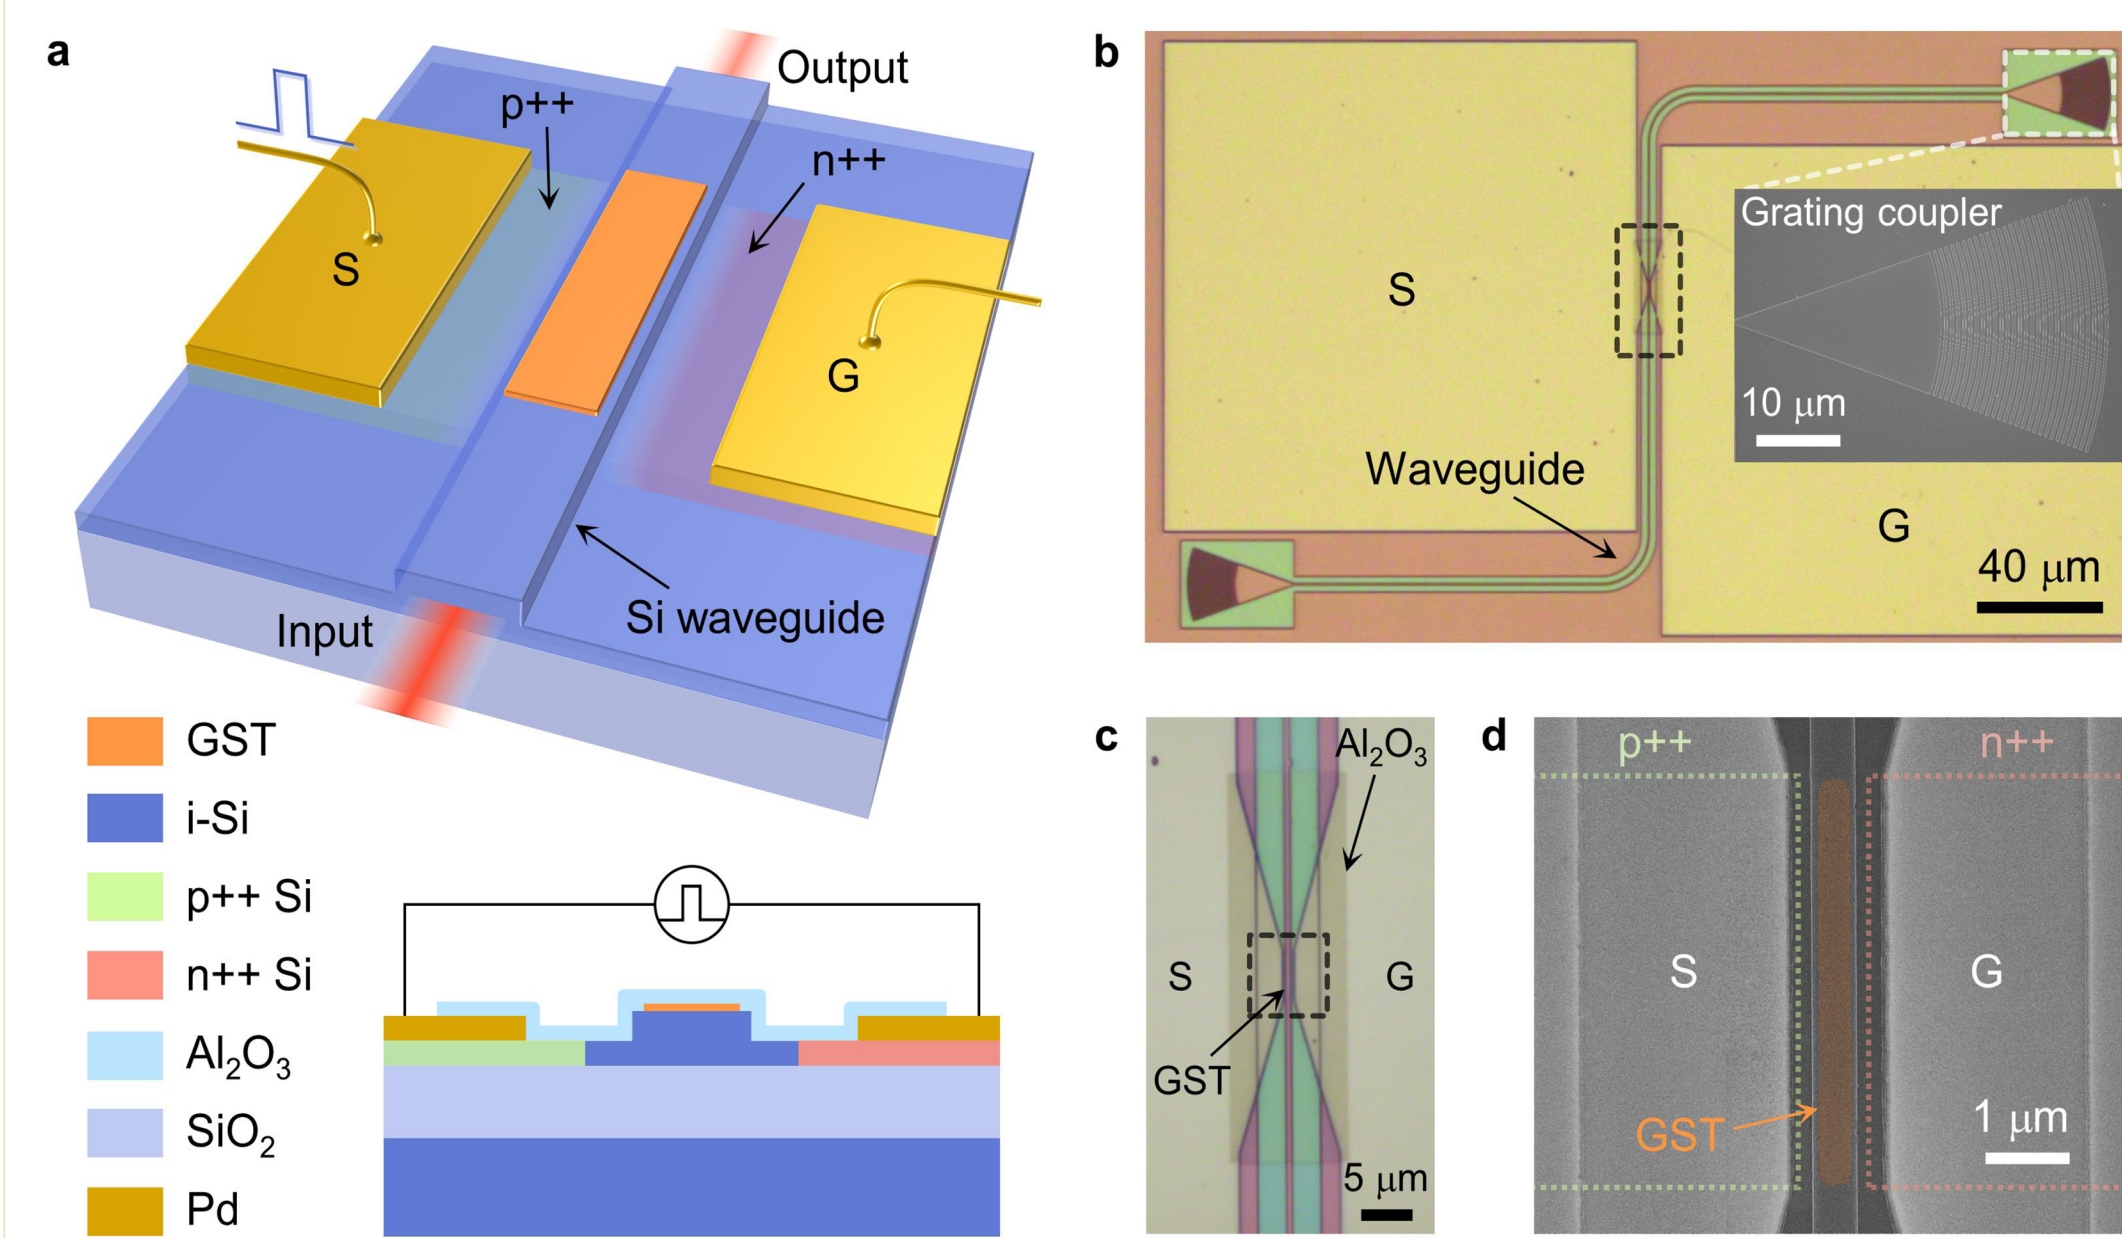 a
Output
p++
n++
S
G
Input
Si waveguide
GST
i-Si
p++ Si
n++ Si
Al₂O₃
SiO₂
Pd
b
S
Grating coupler
10 μm
Waveguide
G
40 μm
c
Al₂O₃
S
G
GST
5 μm
d
p++
n++
S
G
GST
1 μm